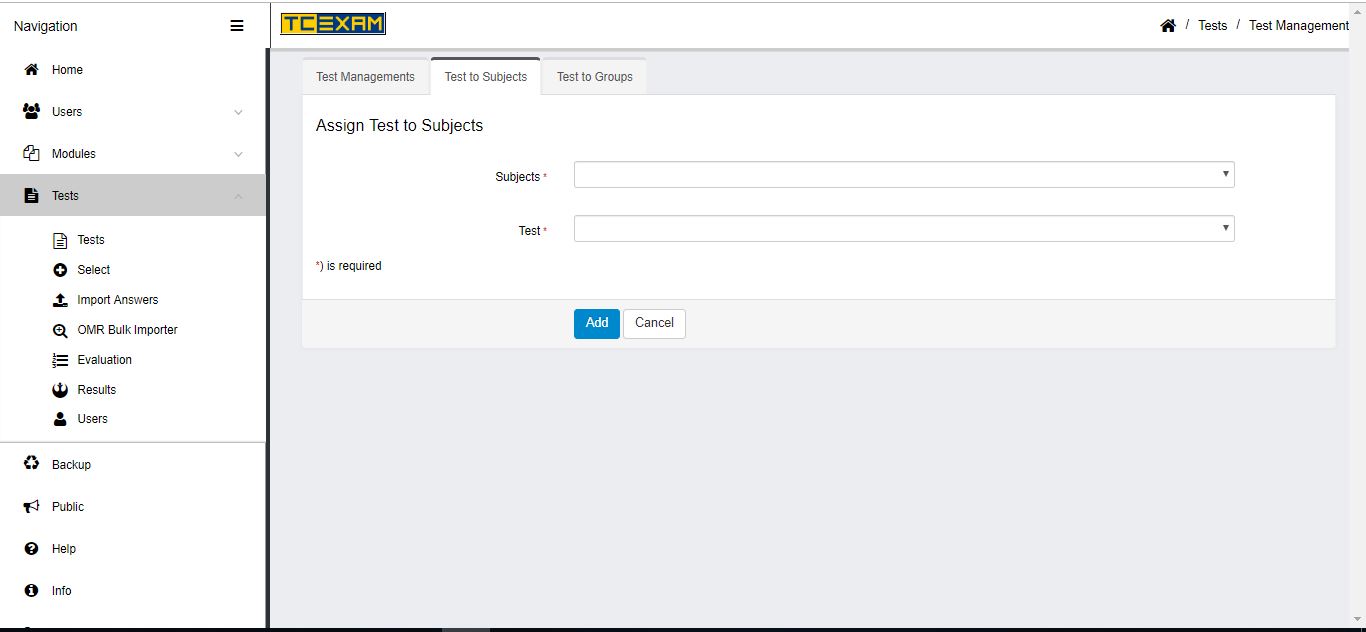 Navigation
TCEXAM
/ Tests / Test Management
Home
Users
Modules
Tests
Tests
Select
Import Answers
OMR Bulk Importer
Evaluation
Results
Users
Backup
Public
Help
Info
Test Managements
Test to Subjects
Test to Groups
Assign Test to Subjects
Subjects *
Test *
*) is required
Add
Cancel